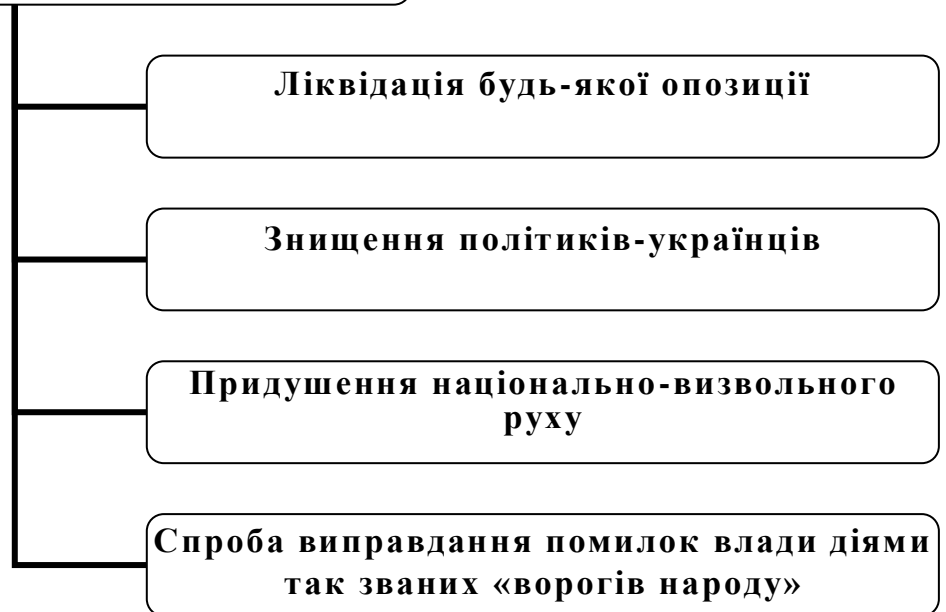 Ліквідація будь-якої опозиції
Знищення політиків-українців
Придушення національно-визвольного
руху
Спроба виправдання помилок влади діями
так званих «ворогів народу»